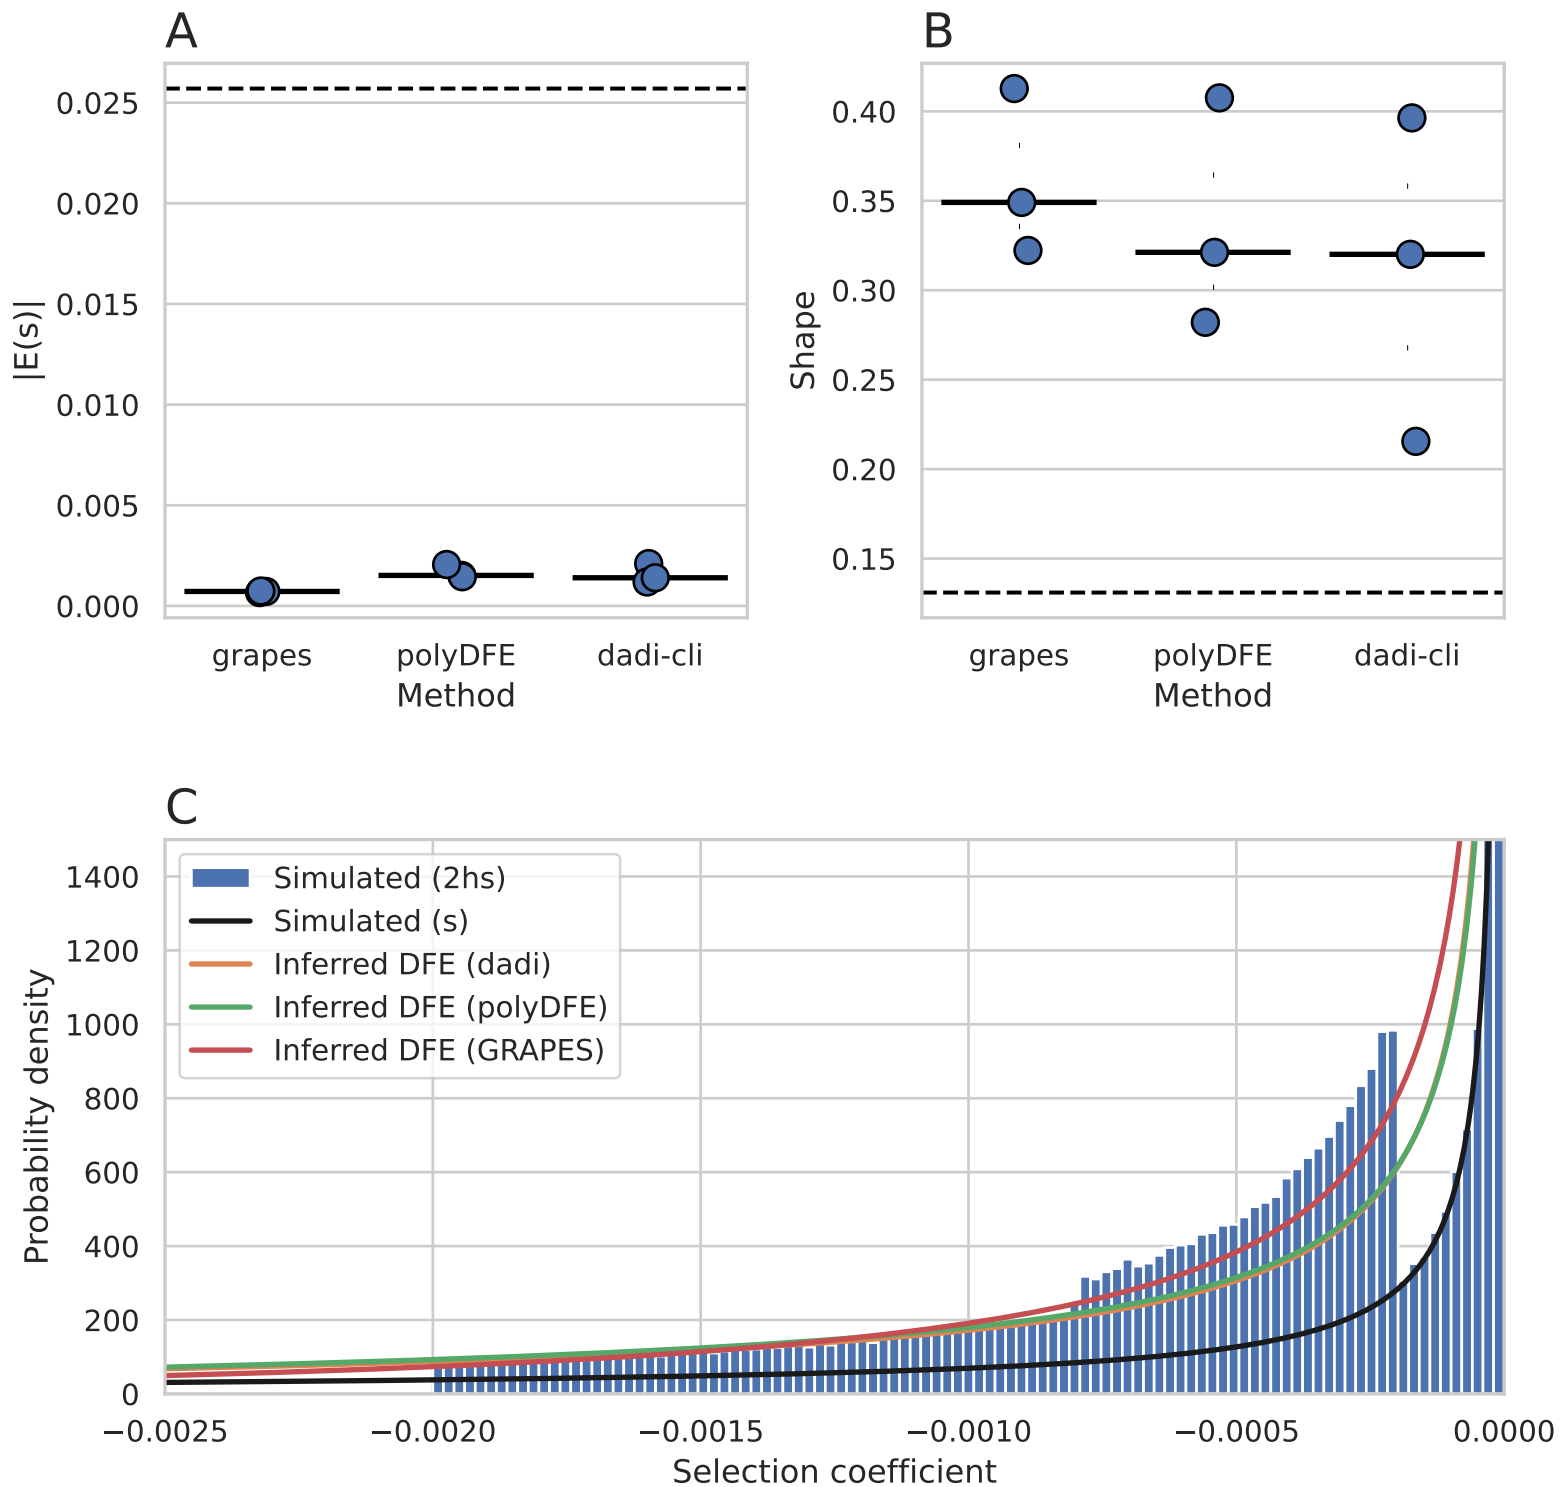 A
0.025
0.020
0.015
0.010
0.005
0.000
|E(s)|
grapes polyDFE dadi-cli
Method
B
0.40
0.35
0.30
0.25
0.20
0.15
Shape
grapes polyDFE dadi-cli
Method
C
1400
1200
1000
800
600
400
200
0
Probability density
Simulated (2hs)
Simulated (s)
Inferred DFE (dadi)
Inferred DFE (polyDFE)
Inferred DFE (GRAPES)
−0.0025 −0.0020 −0.0015 −0.0010 −0.0005 0.0000
Selection coefficient